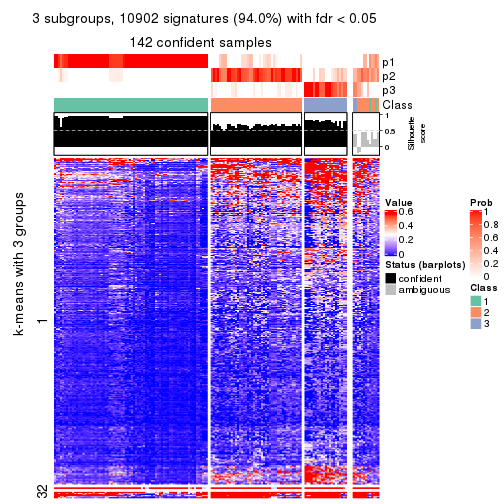 3 subgroups, 10902 signatures (94.0%) with fdr < 0.05
142 confident samples
p1
p2
p3
Class
1
0.5
0
Silhouette
score
k-means with 3 groups
1
32
Value
0.6
0.4
0.2
0
Status (barplots)
confident
ambiguous
Prob
1
0.8
0.6
0.4
0.2
0
Class
1
2
3